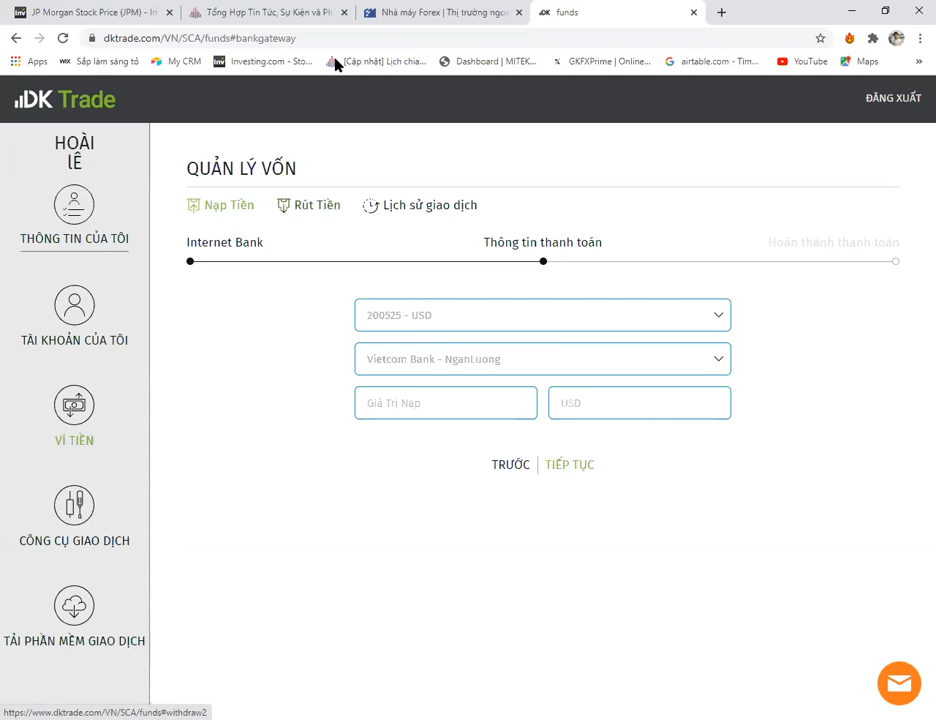 JP Morgan Stock Price (JPM) - In
Tổng Hợp Tin Tức, Sự Kiện và Ph
Nhà máy Forex | Thị trường ngoạ
funds
dktrade.com/VN/SCA/funds#bankgateway
Apps
Sắp làm sáng tỏ
My CRM
Investing.com - Sto...
[Cập nhật] Lịch chia...
Dashboard | MITEK...
GKFXPrime | Online...
airtable.com - Tim...
YouTube
Maps
»
DK Trade
ĐĂNG XUẤT
HOÀI
LÊ
THÔNG TIN CỦA TÔI
TÀI KHOẢN CỦA TÔI
VÍ TIỀN
CÔNG CỤ GIAO DỊCH
TẢI PHẦN MỀM GIAO DỊCH
QUẢN LÝ VỐN
Nạp Tiền
Rút Tiền
Lịch sử giao dịch
Internet Bank
Thông tin thanh toán
Hoàn thành thanh toán
200525 - USD
Vietcom Bank - NganLuong
Giá Trị Nạp
USD
TRƯỚC
TIẾP TỤC
https://www.dktrade.com/VN/SCA/funds#withdraw2